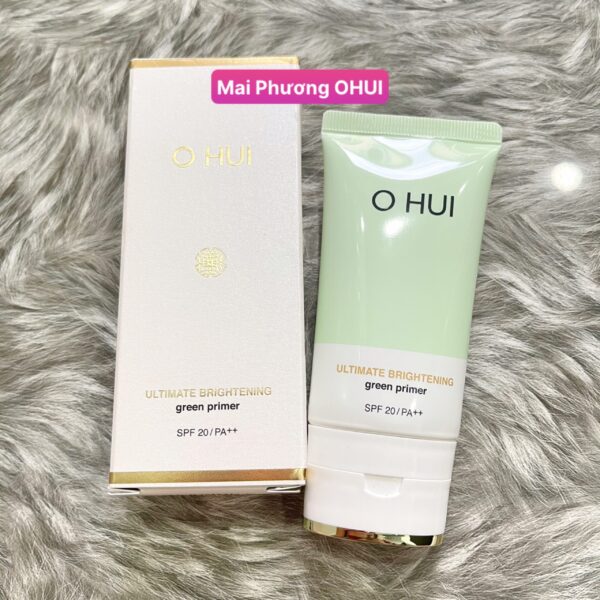 Mai Phương OHUI
O HUI
ULTIMATE BRIGHTENING
green primer
SPF 20/PA++
O HUI
ULTIMATE BRIGHTENING
green primer
SPF 20/PA++